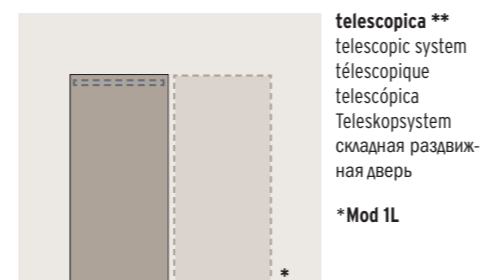 telescopica **
telescopic system
télescopique
telescópica
Teleskopsystem
складная раздвиж-
ная дверь
*Mod 1L
*